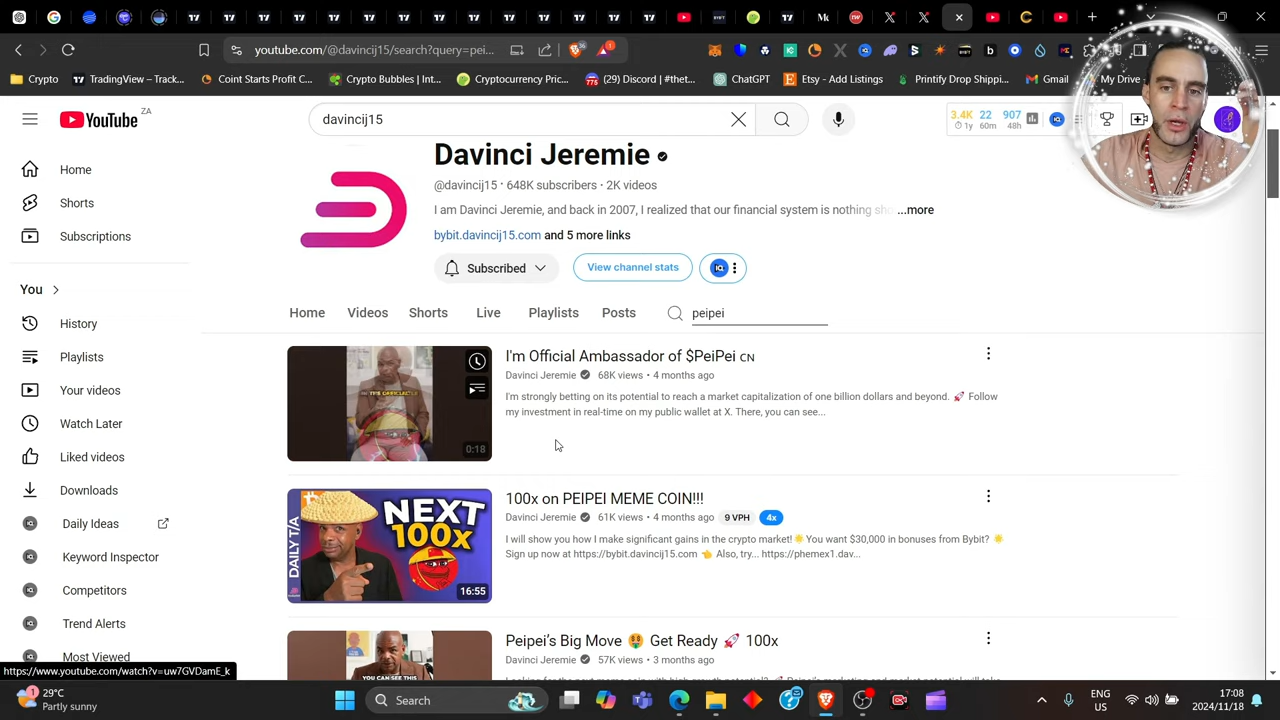 youtube.com/@davincij15/search?query=pei...
Crypto
TradingView – Track...
Coint Starts Profit C...
Crypto Bubbles | Int...
Cryptocurrency Pric...
(29) Discord | #thet...
ChatGPT
Etsy - Add Listings
Printify Drop Shippi...
Gmail
My Drive
YouTube ZA
davincij15
3.4K 22 907
1y 60m 48h
Davinci Jeremie
@davincij15 · 648K subscribers · 2K videos
I am Davinci Jeremie, and back in 2007, I realized that our financial system is nothing sho ...more
bybit.davincij15.com and 5 more links
Subscribed
View channel stats
IQ
Home
Shorts
Subscriptions
You
History
Playlists
Your videos
Watch Later
Liked videos
Downloads
Daily Ideas
Keyword Inspector
Competitors
Trend Alerts
Most Viewed
Home Videos Shorts Live Playlists Posts peipei
I'm Official Ambassador of $PeiPei CN
Davinci Jeremie 68K views · 4 months ago
I'm strongly betting on its potential to reach a market capitalization of one billion dollars and beyond. 🚀 Follow
my investment in real-time on my public wallet at X. There, you can see...
0:18
100x on PEIPEI MEME COIN!!!
Davinci Jeremie 61K views · 4 months ago 9 VPH 4x
I will show you how I make significant gains in the crypto market!🌟You want $30,000 in bonuses from Bybit? 🌟
Sign up now at https://bybit.davincij15.com 👈 Also, try... https://phemex1.dav...
DAILY T/A
NEXT
100x
16:55
Peipei's Big Move 🤑 Get Ready 🚀 100x
Davinci Jeremie 57K views · 3 months ago
YOU CAN SEE THIS
https://www.youtube.com/watch?v=uw7GVDamE_k
29°C
Partly sunny
Search
ENG
US
17:08
2024/11/18